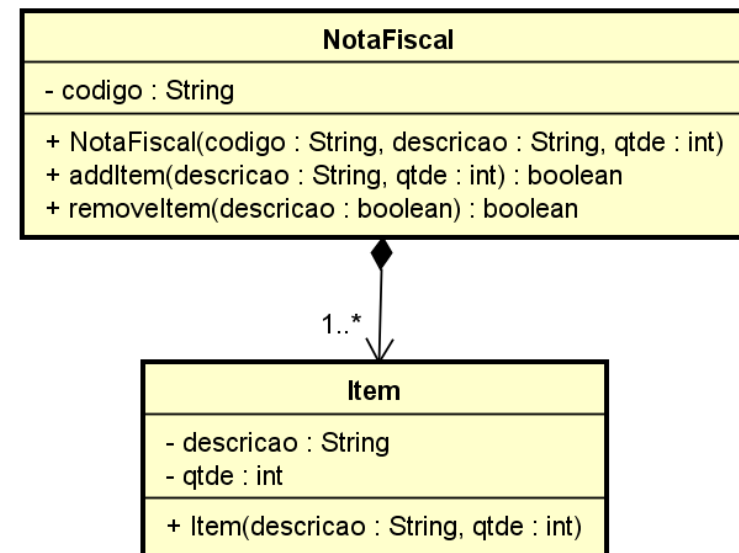 NotaFiscal
- codigo : String
+ NotaFiscal(codigo : String, descricao : String, qtde : int)
+ addItem(descricao : String, qtde : int) : boolean
+ removeItem(descricao : boolean) : boolean
1..*
Item
- descricao : String
- qtde : int
+ Item(descricao : String, qtde : int)